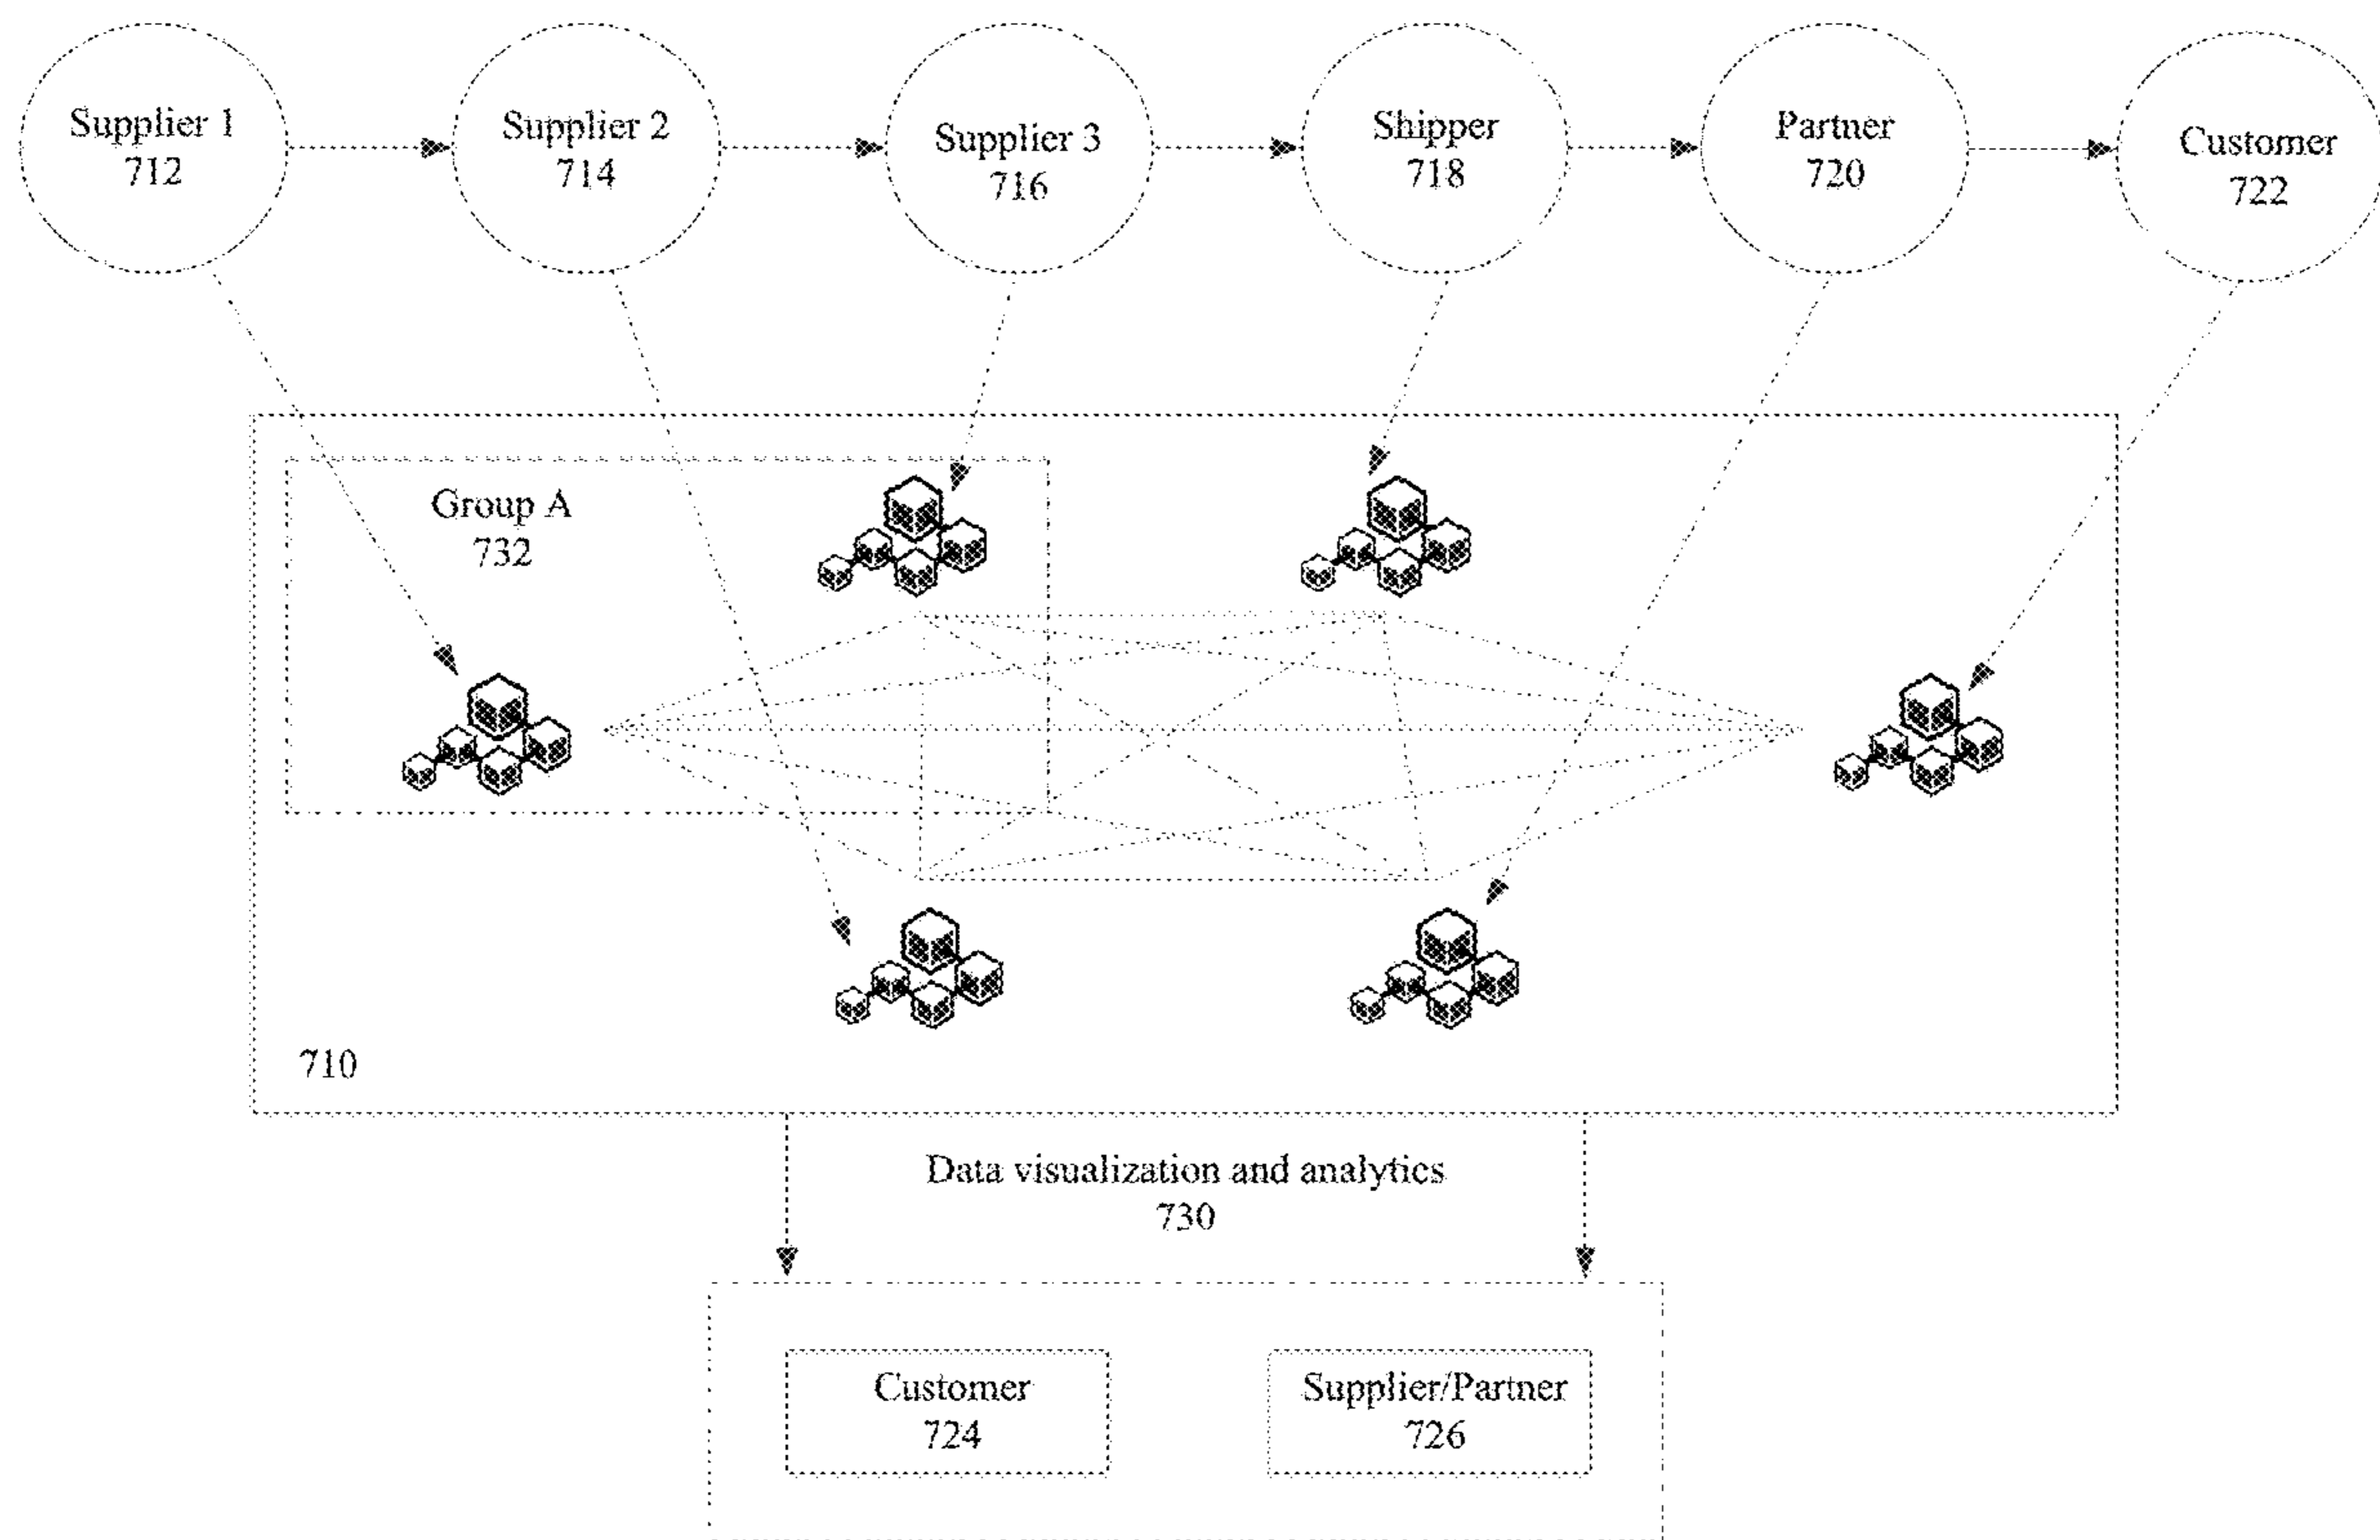 Supplier 1
712
Supplier 2
714
Supplier 3
716
Shipper
718
Partner
720
Customer
722
Group A
732
710
Data visualization and analytics
730
Customer
724
Supplier/Partner
726